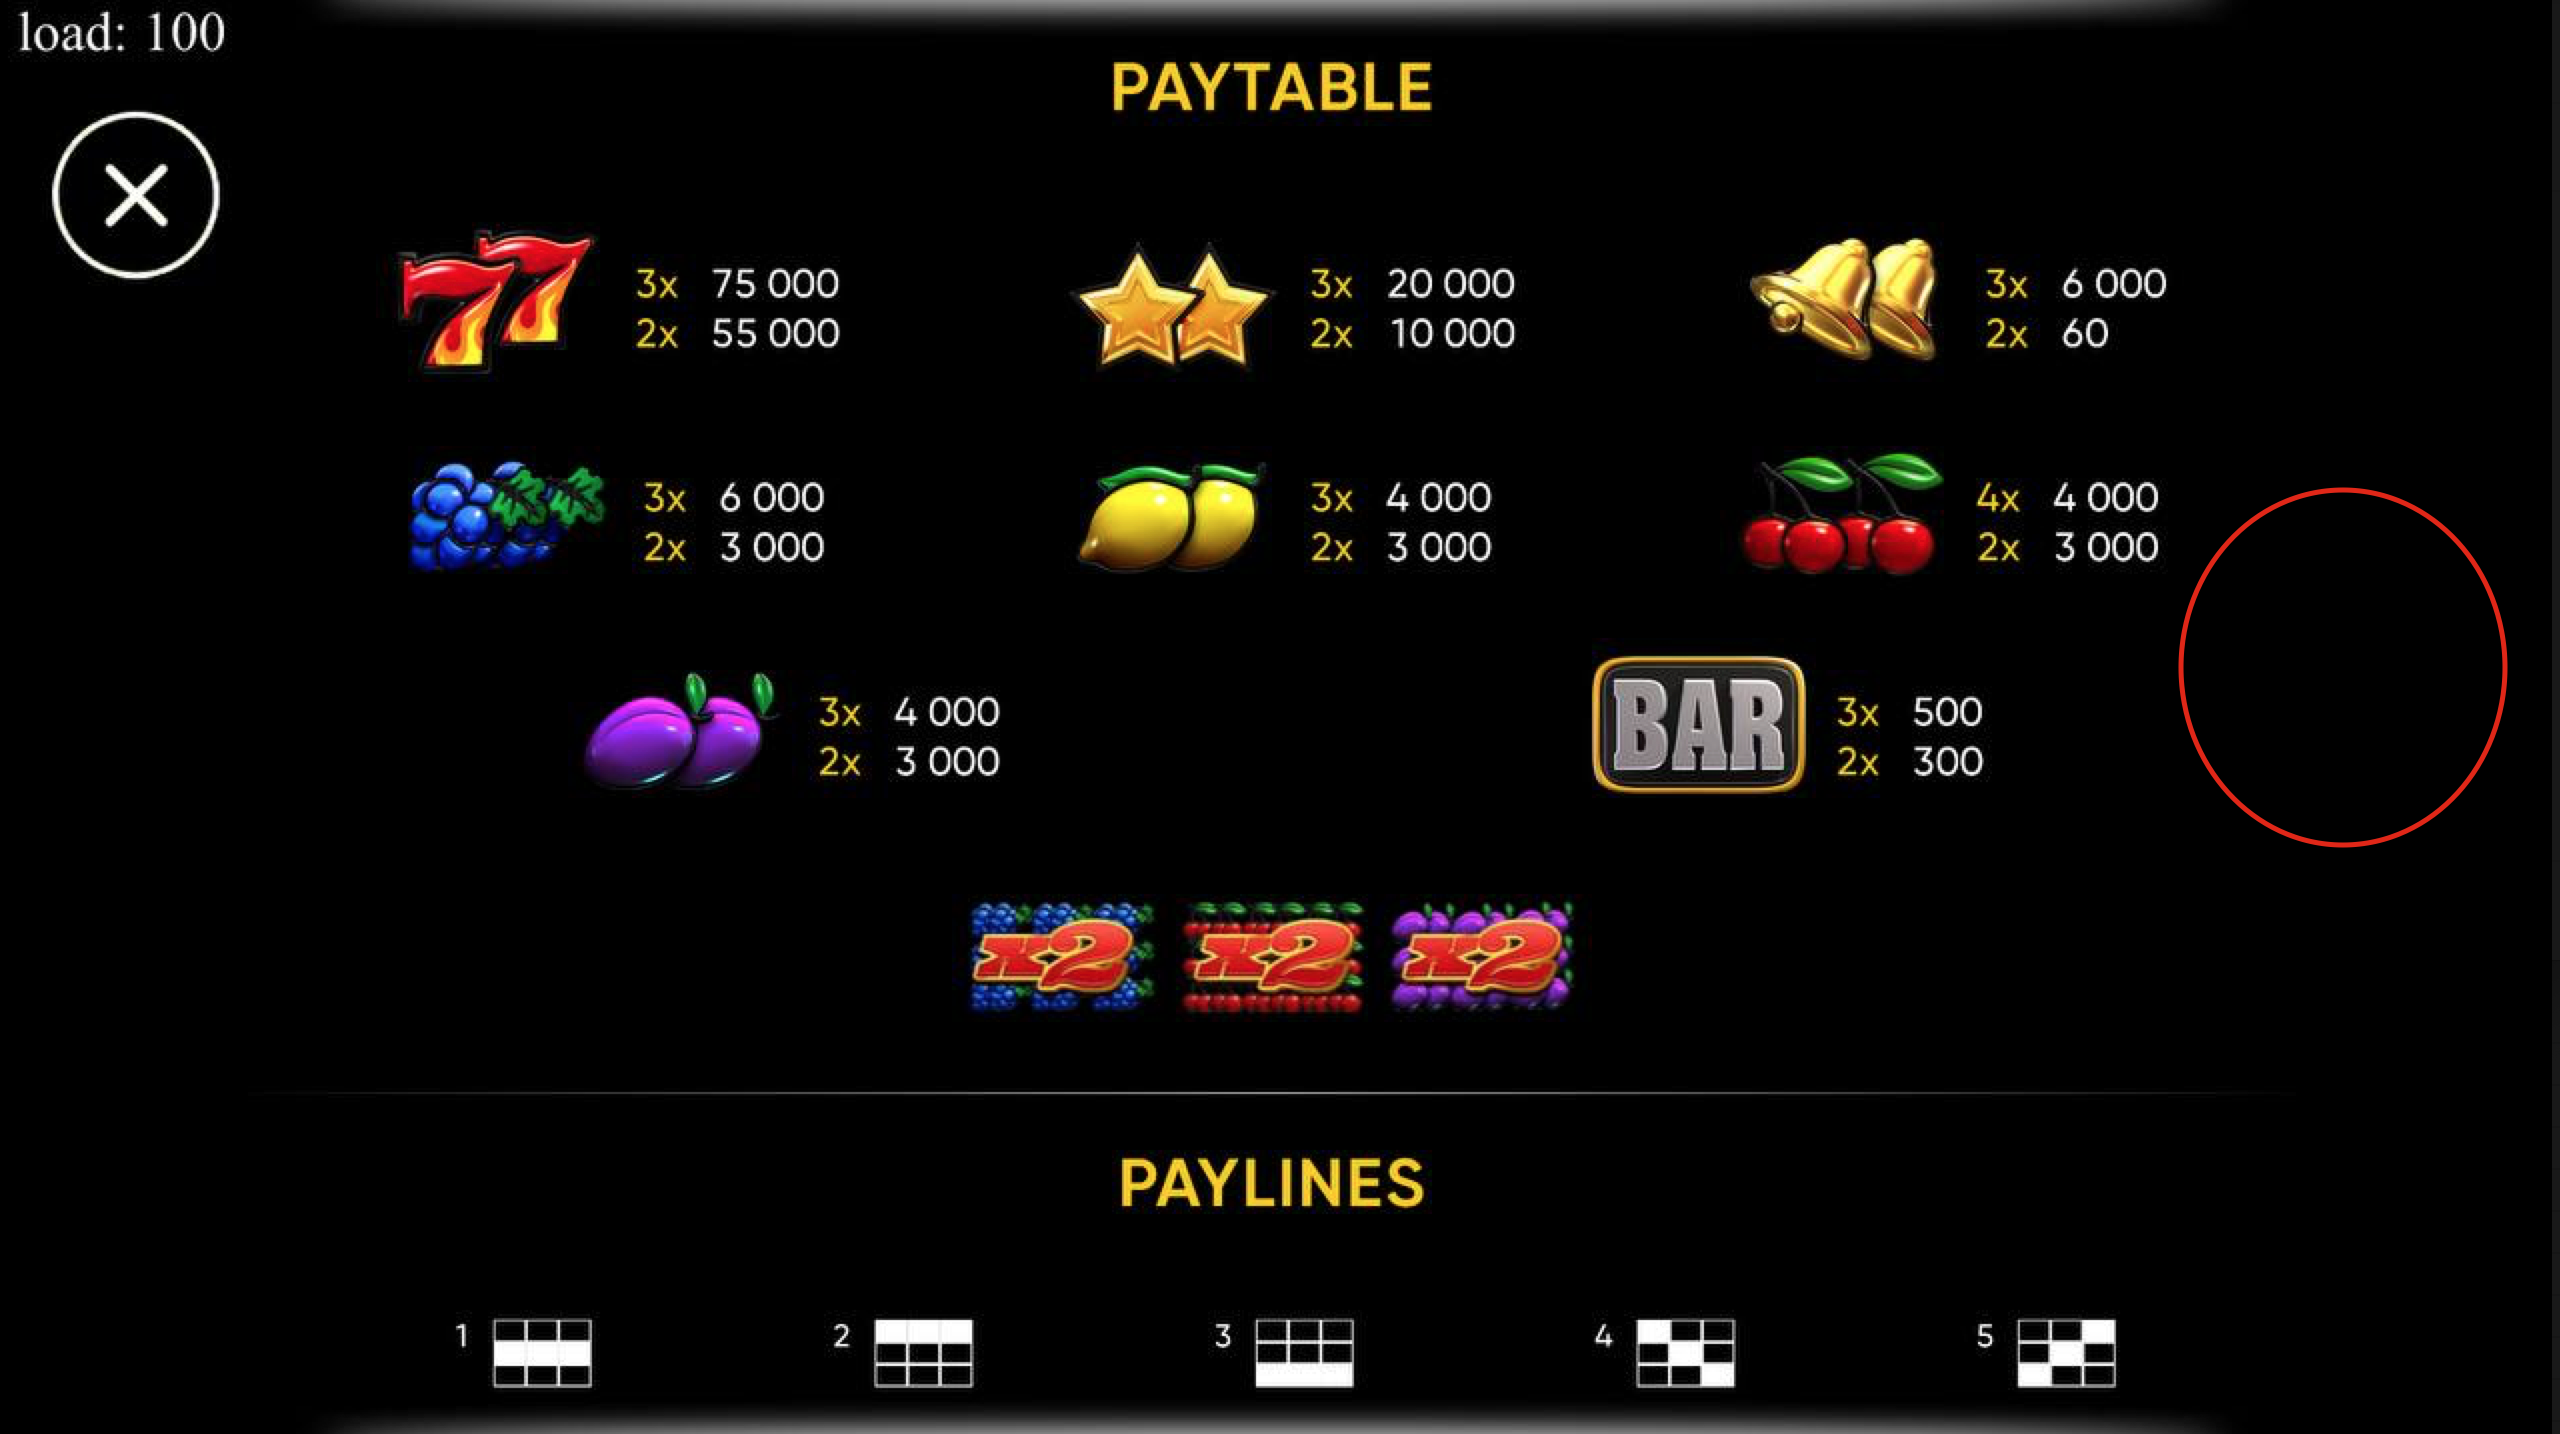 load: 100
PAYTABLE
3x 75 000
2x 55 000
3x 20 000
2x 10 000
3x 6 000
2x 60
3x 6 000
2x 3 000
3x 4 000
2x 3 000
4x 4 000
2x 3 000
3x 4 000
2x 3 000
BAR
3x 500
2x 300
x2 x2 x2
PAYLINES
1 2 3 4 5